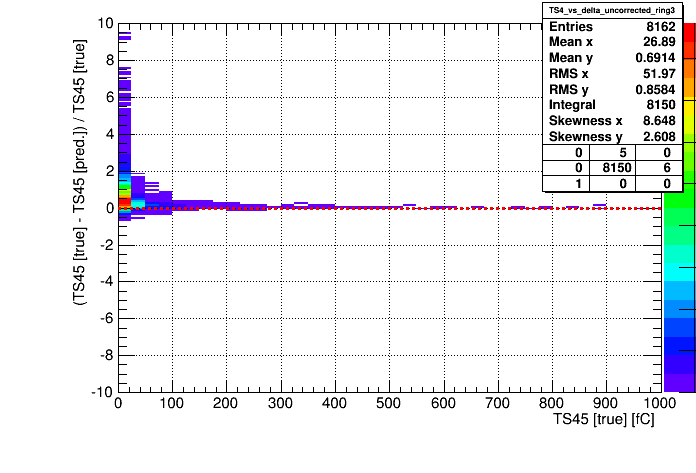 TS4_vs_delta_uncorrected_ring3
Entries 8162
Mean x 26.89
Mean y 0.6914
RMS x 51.97
RMS y 0.8584
Integral 8150
Skewness x 8.648
Skewness y 2.608
0 5 0
0 8150 6
1 0 0
(TS45 [true] - TS45 [pred.]) / TS45 [true]
10
8
6
4
2
0
-2
-4
-6
-8
-10
0 100 200 300 400 500 600 700 800 900 1000
TS45 [true] [fC]